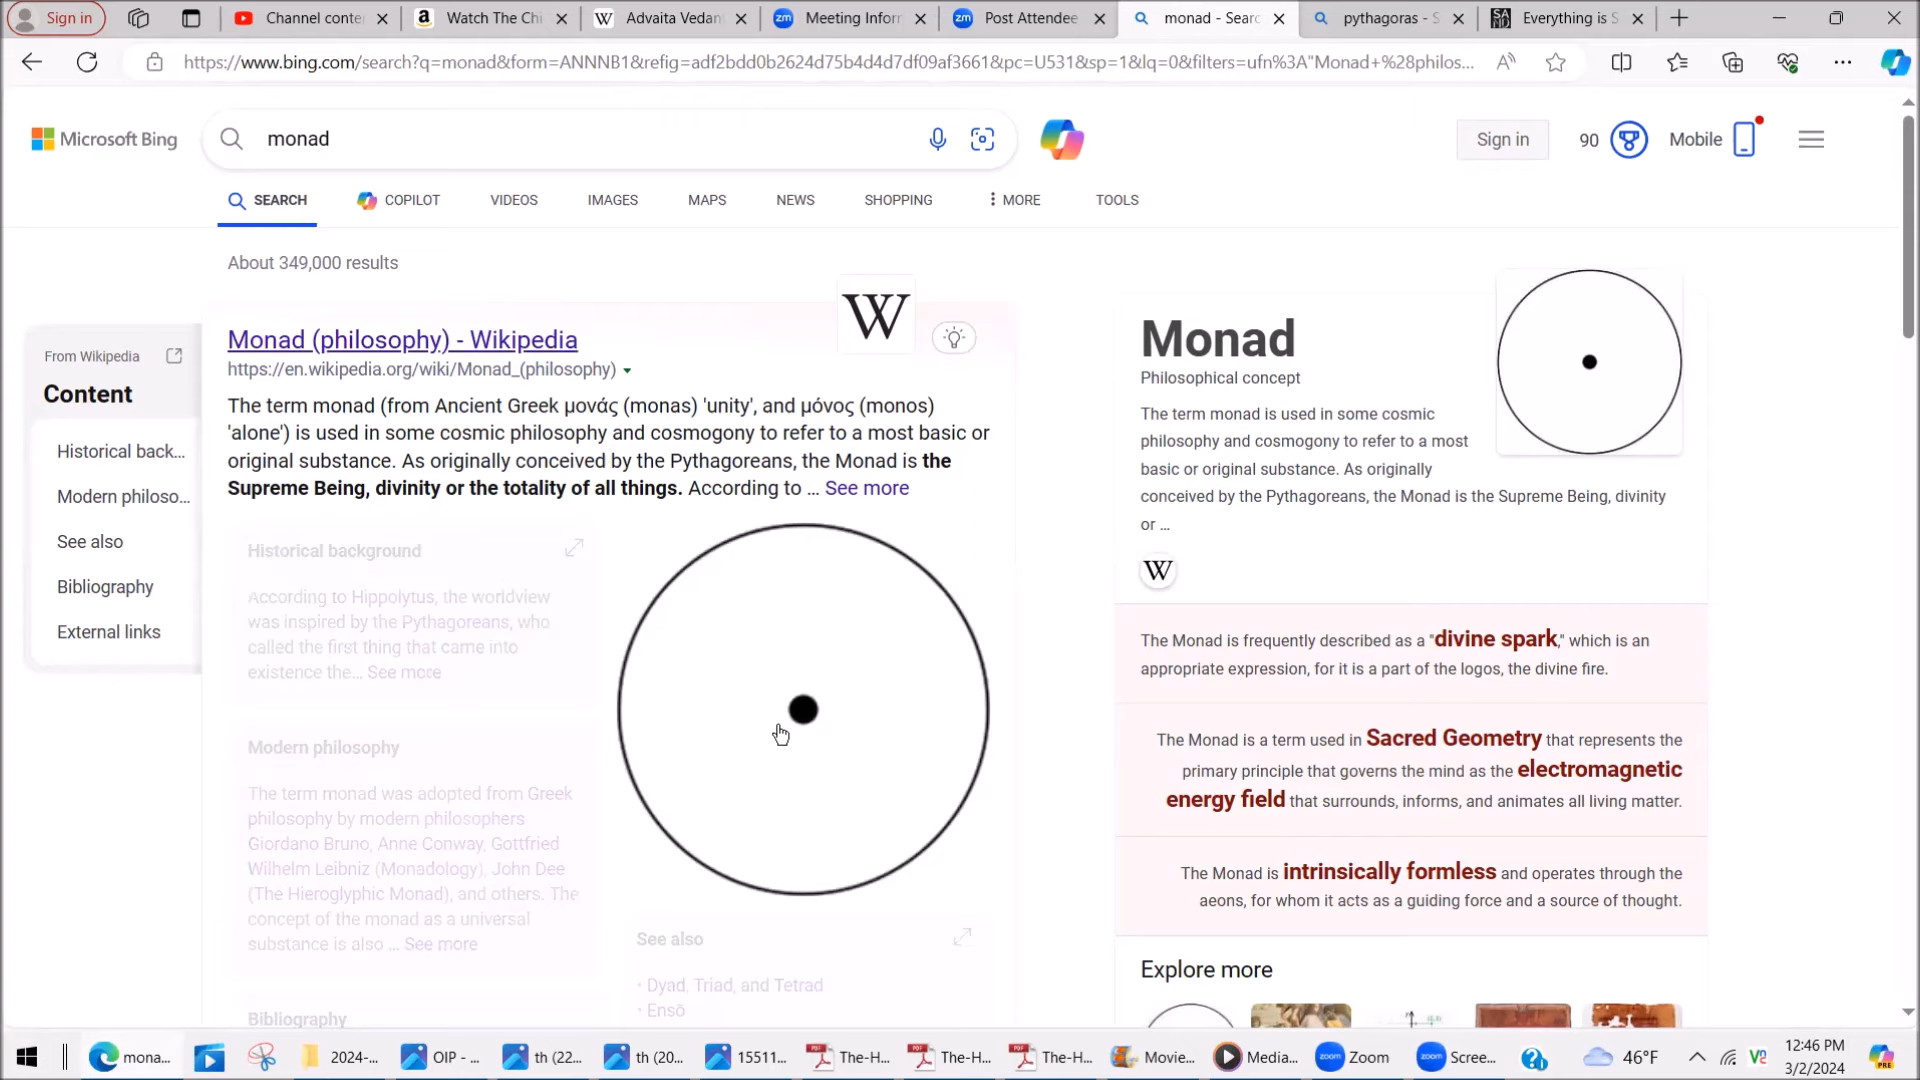 Sign in
Channel conte
Watch The Chi
Advaita Vedan
Meeting Infor
Post Attendee
monad - Searc
pythagoras - S
Everything is S
https://www.bing.com/search?q=monad&form=ANNNB1&refig=adf2bdd0b2624d75b4d4d7df09af3661&pc=U531&sp=1&lq=0&filters=ufn%3A"Monad+%28philos...
Microsoft Bing
monad
Sign in
90
Mobile
SEARCH
COPILOT
VIDEOS
IMAGES
MAPS
NEWS
SHOPPING
MORE
TOOLS
About 349,000 results
From Wikipedia
Content
Historical back...
Modern philoso...
See also
Bibliography
External links
W
Monad (philosophy) - Wikipedia
https://en.wikipedia.org/wiki/Monad_(philosophy)
The term monad (from Ancient Greek μονάς (monas) 'unity', and μόνος (monos)
'alone') is used in some cosmic philosophy and cosmogony to refer to a most basic or
original substance. As originally conceived by the Pythagoreans, the Monad is the
Supreme Being, divinity or the totality of all things. According to ... See more
Historical background
According to Hippolytus, the worldview
was inspired by the Pythagoreans, who
called the first thing that came into
existence the... See more
Modern philosophy
The term monad was adopted from Greek
philosophy by modern philosophers
Giordano Bruno, Anne Conway, Gottfried
Wilhelm Leibniz (Monadology), John Dee
(The Hieroglyphic Monad), and others. The
concept of the monad as a universal
substance is also ... See more
Bibliography
See also
• Dyad, Triad, and Tetrad
• Ensō
Monad
Philosophical concept
The term monad is used in some cosmic
philosophy and cosmogony to refer to a most
basic or original substance. As originally
conceived by the Pythagoreans, the Monad is the Supreme Being, divinity
or ...
W
The Monad is frequently described as a "divine spark," which is an
appropriate expression, for it is a part of the logos, the divine fire.
The Monad is a term used in Sacred Geometry that represents the
primary principle that governs the mind as the electromagnetic
energy field that surrounds, informs, and animates all living matter.
The Monad is intrinsically formless and operates through the
aeons, for whom it acts as a guiding force and a source of thought.
Explore more
mona...
2024-...
OIP - ...
th (22...
th (20...
15511...
The-H...
The-H...
The-H...
Movie...
Media...
Zoom
Scree...
46°F
12:46 PM
3/2/2024